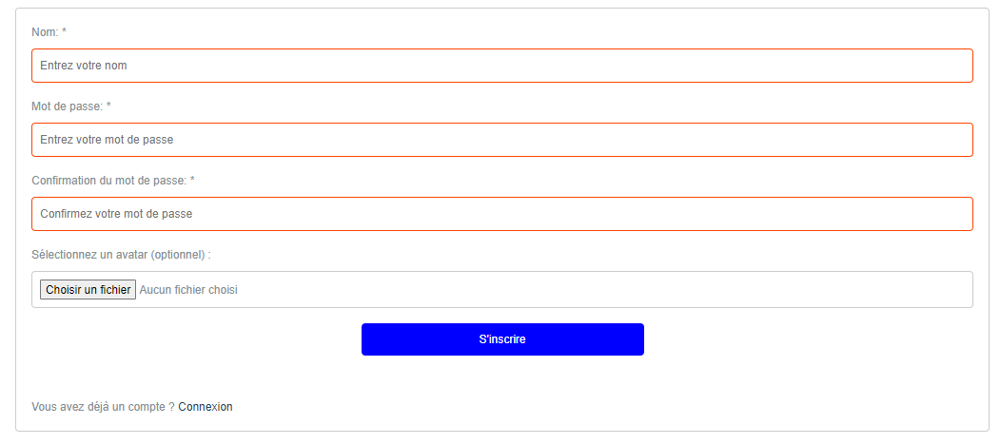 Nom: *
Entrez votre nom
Mot de passe: *
Entrez votre mot de passe
Confirmation du mot de passe: *
Confirmez votre mot de passe
Sélectionnez un avatar (optionnel) :
Choisir un fichier Aucun fichier choisi
S'inscrire
Vous avez déjà un compte ? Connexion